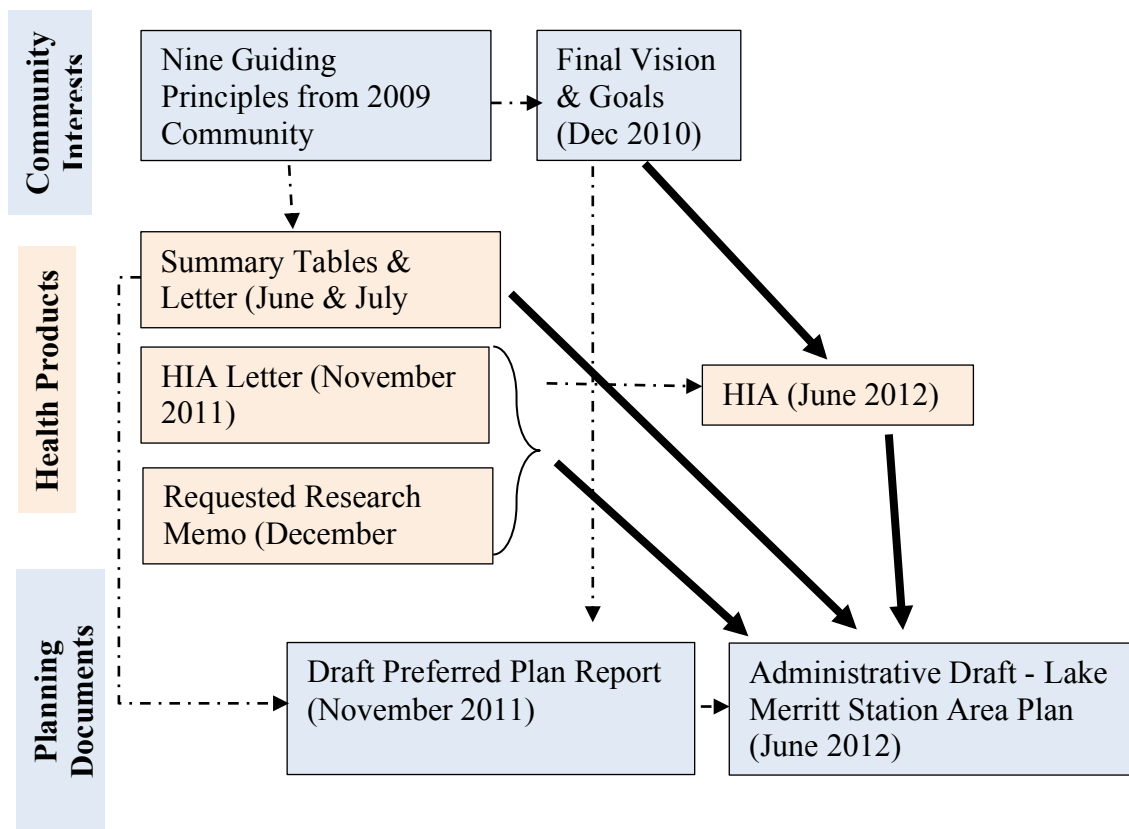 Community
Interests
Nine Guiding
Principles from 2009
Community
Final Vision
& Goals
(Dec 2010)
Health Products
Summary Tables &
Letter (June & July
HIA Letter (November
2011)
HIA (June 2012)
Requested Research
Memo (December
Planning
Documents
Draft Preferred Plan Report
(November 2011)
Administrative Draft - Lake
Merritt Station Area Plan
(June 2012)